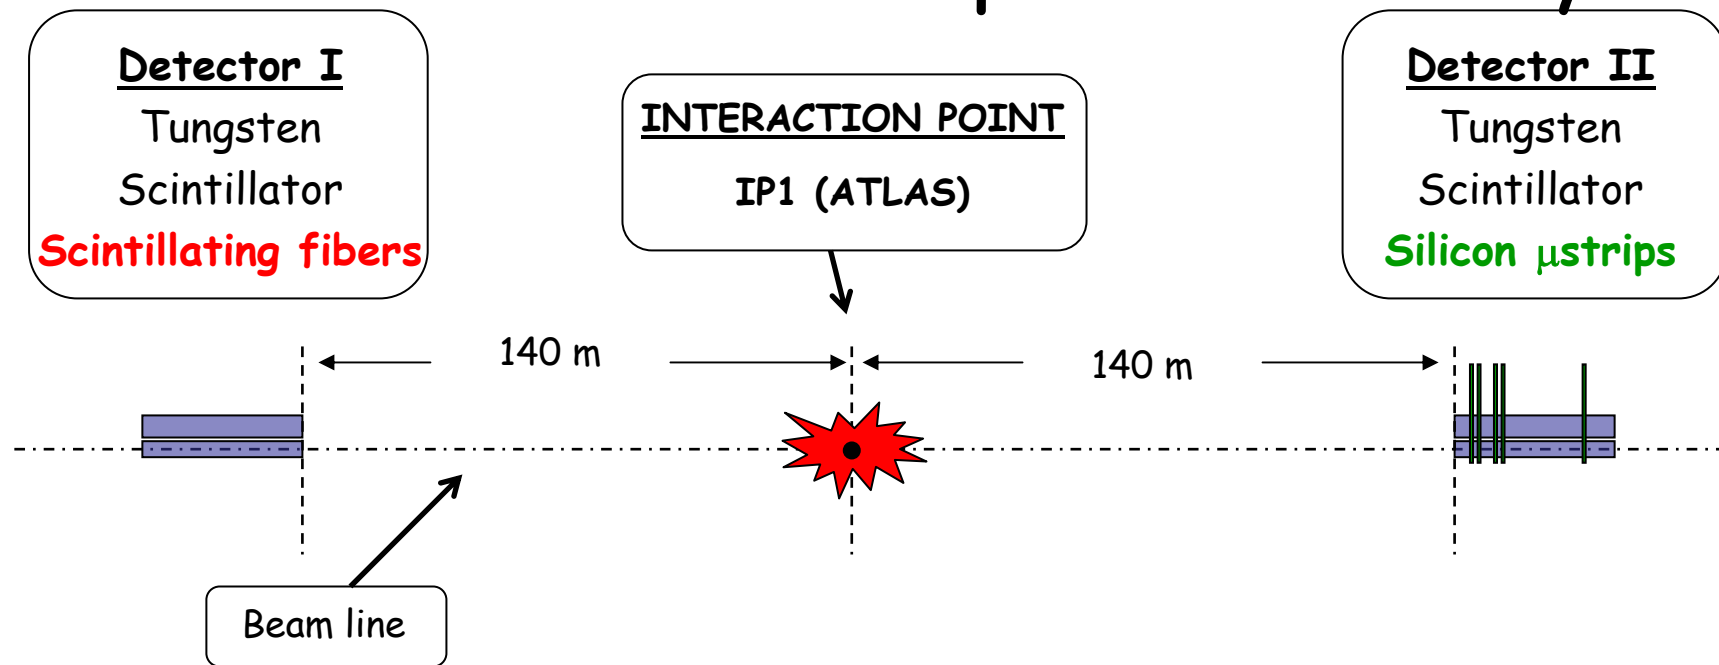 Detector I
Tungsten
Scintillator
Scintillating fibers
INTERACTION POINT
IP1 (ATLAS)
Detector II
Tungsten
Scintillator
Silicon μstrips
140 m
140 m
Beam line